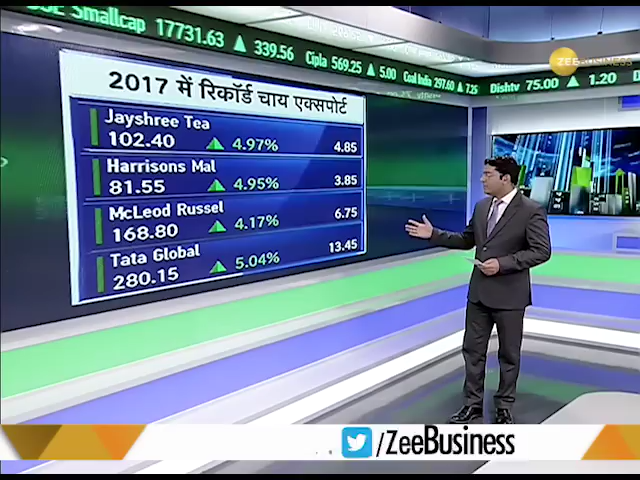 Smallcap 17731.63 ▲ 339.56 Cipla 569.25 ▲ 5.00 Coal India 297.60 ▲ 7.25 Dishtv 75.00 ▲ 1.20
ZEEBUSINESS
2017 में रिकॉर्ड चाय एक्सपोर्ट
Jayshree Tea
102.40 ▲ 4.97% 4.85
Harrisons Mal
81.55 ▲ 4.95% 3.85
McLeod Russel
168.80 ▲ 4.17% 6.75
Tata Global
280.15 ▲ 5.04% 13.45
/ZeeBusiness